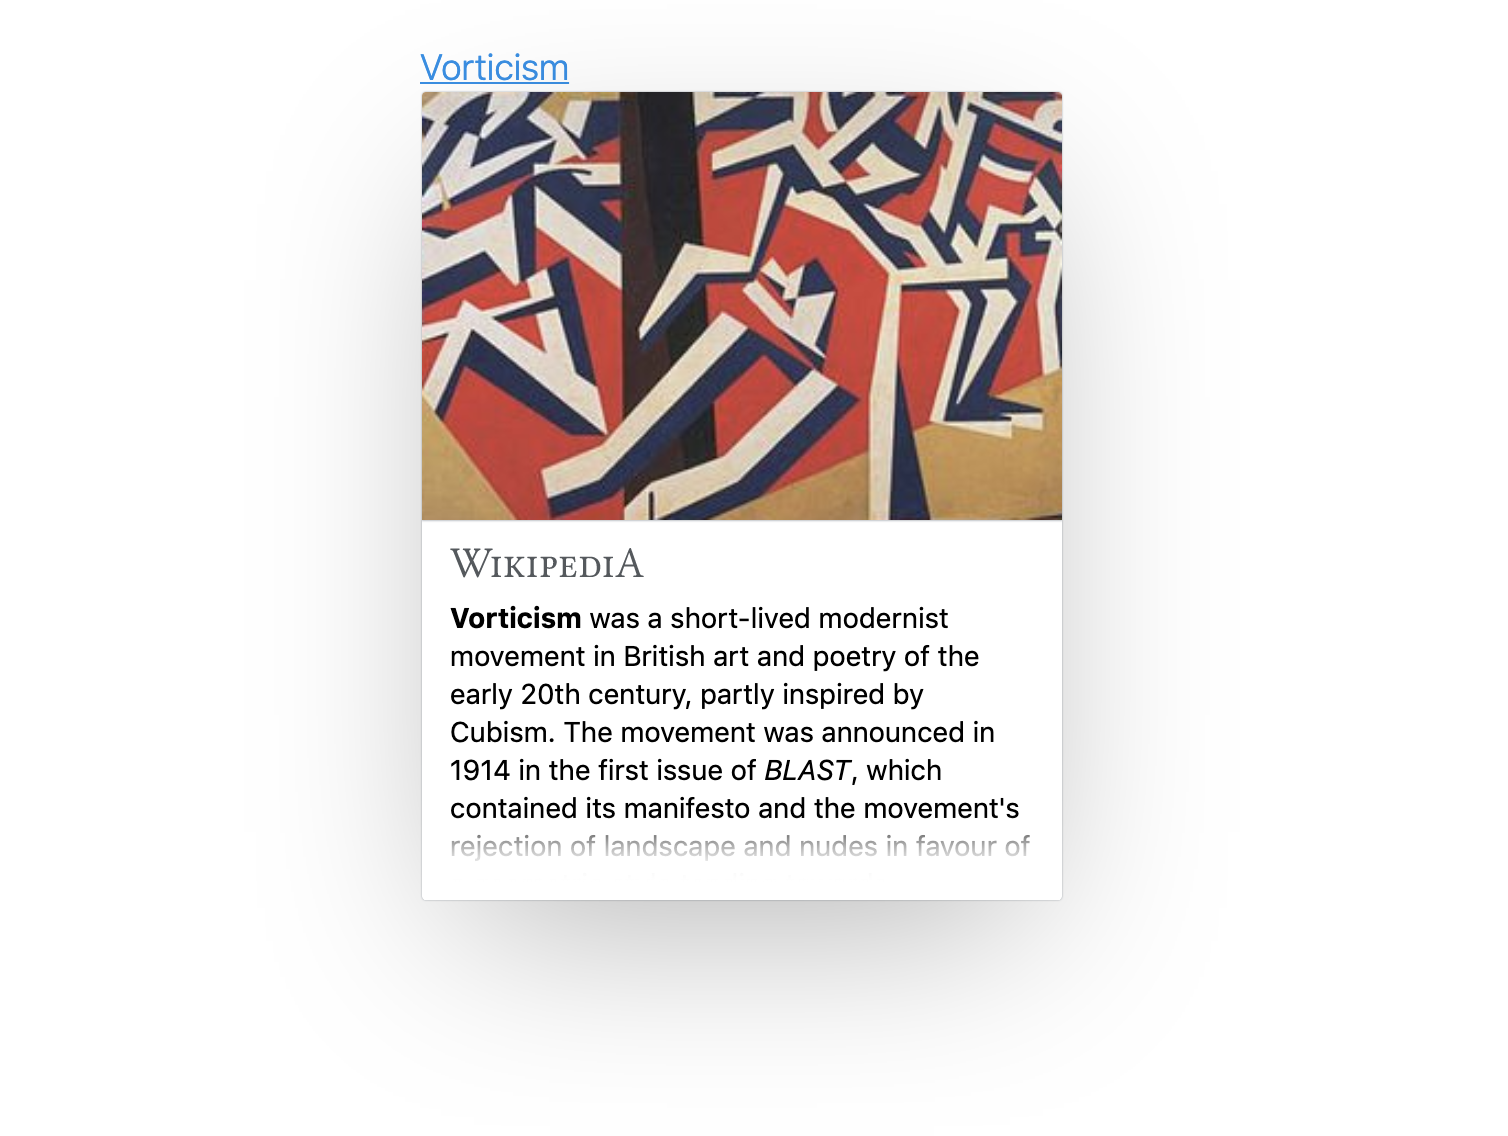 Vorticism
WIKIPEDIA
Vorticism was a short-lived modernist
movement in British art and poetry of the
early 20th century, partly inspired by
Cubism. The movement was announced in
1914 in the first issue of BLAST, which
contained its manifesto and the movement's
rejection of landscape and nudes in favour of